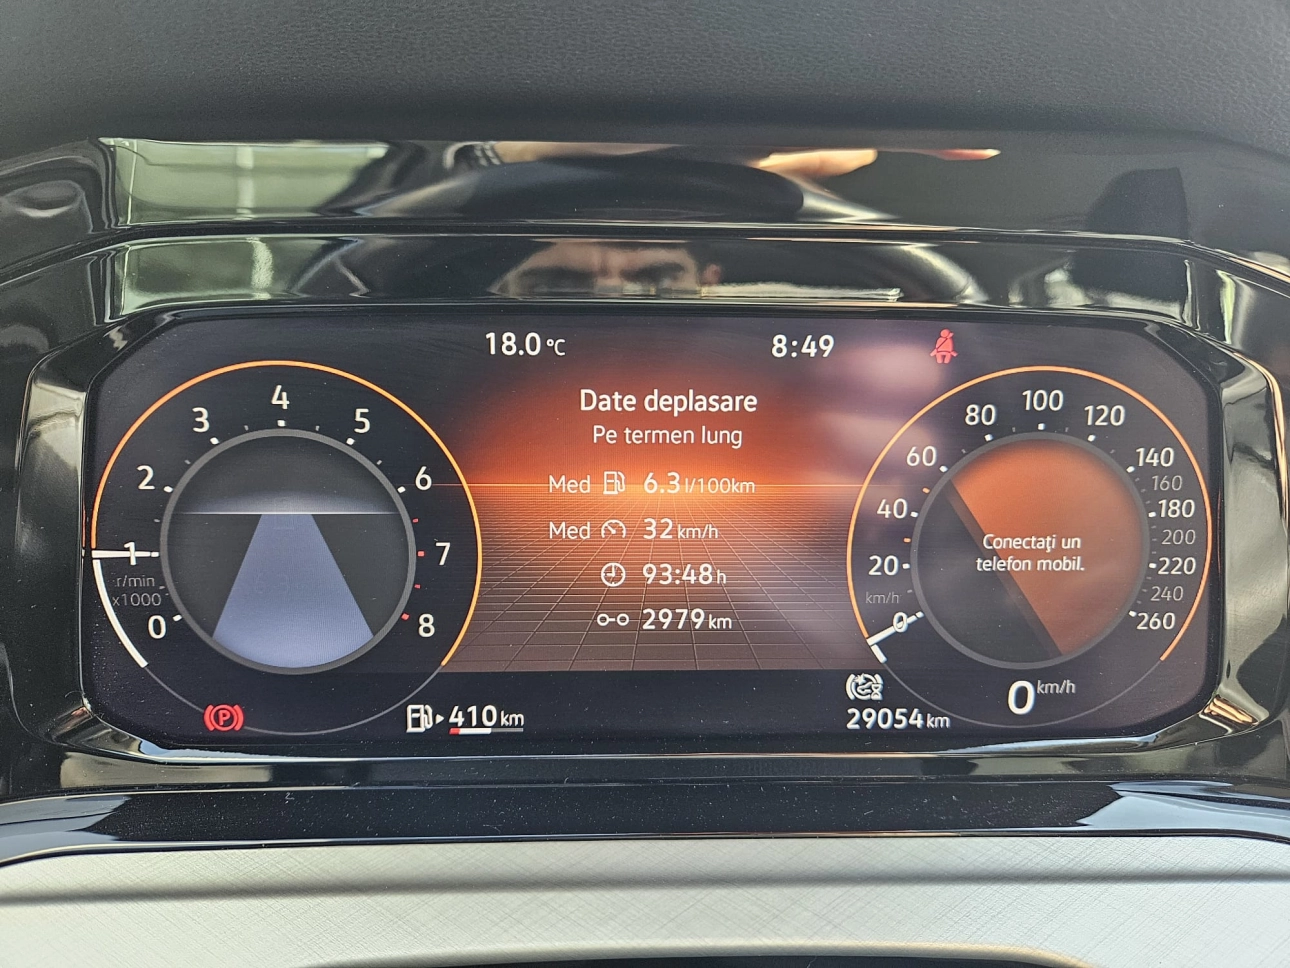 18.0 °C
8:49
Date deplasare
Pe termen lung
Med 6.3 l/100km
Med 32 km/h
93:48 h
2979 km
0
1
2
3
4
5
6
7
8
r/min
x1000
0
20
40
60
80
100
120
140
160
180
200
220
240
260
km/h
Conectați un
telefon mobil.
P
410 km
29054 km
0 km/h